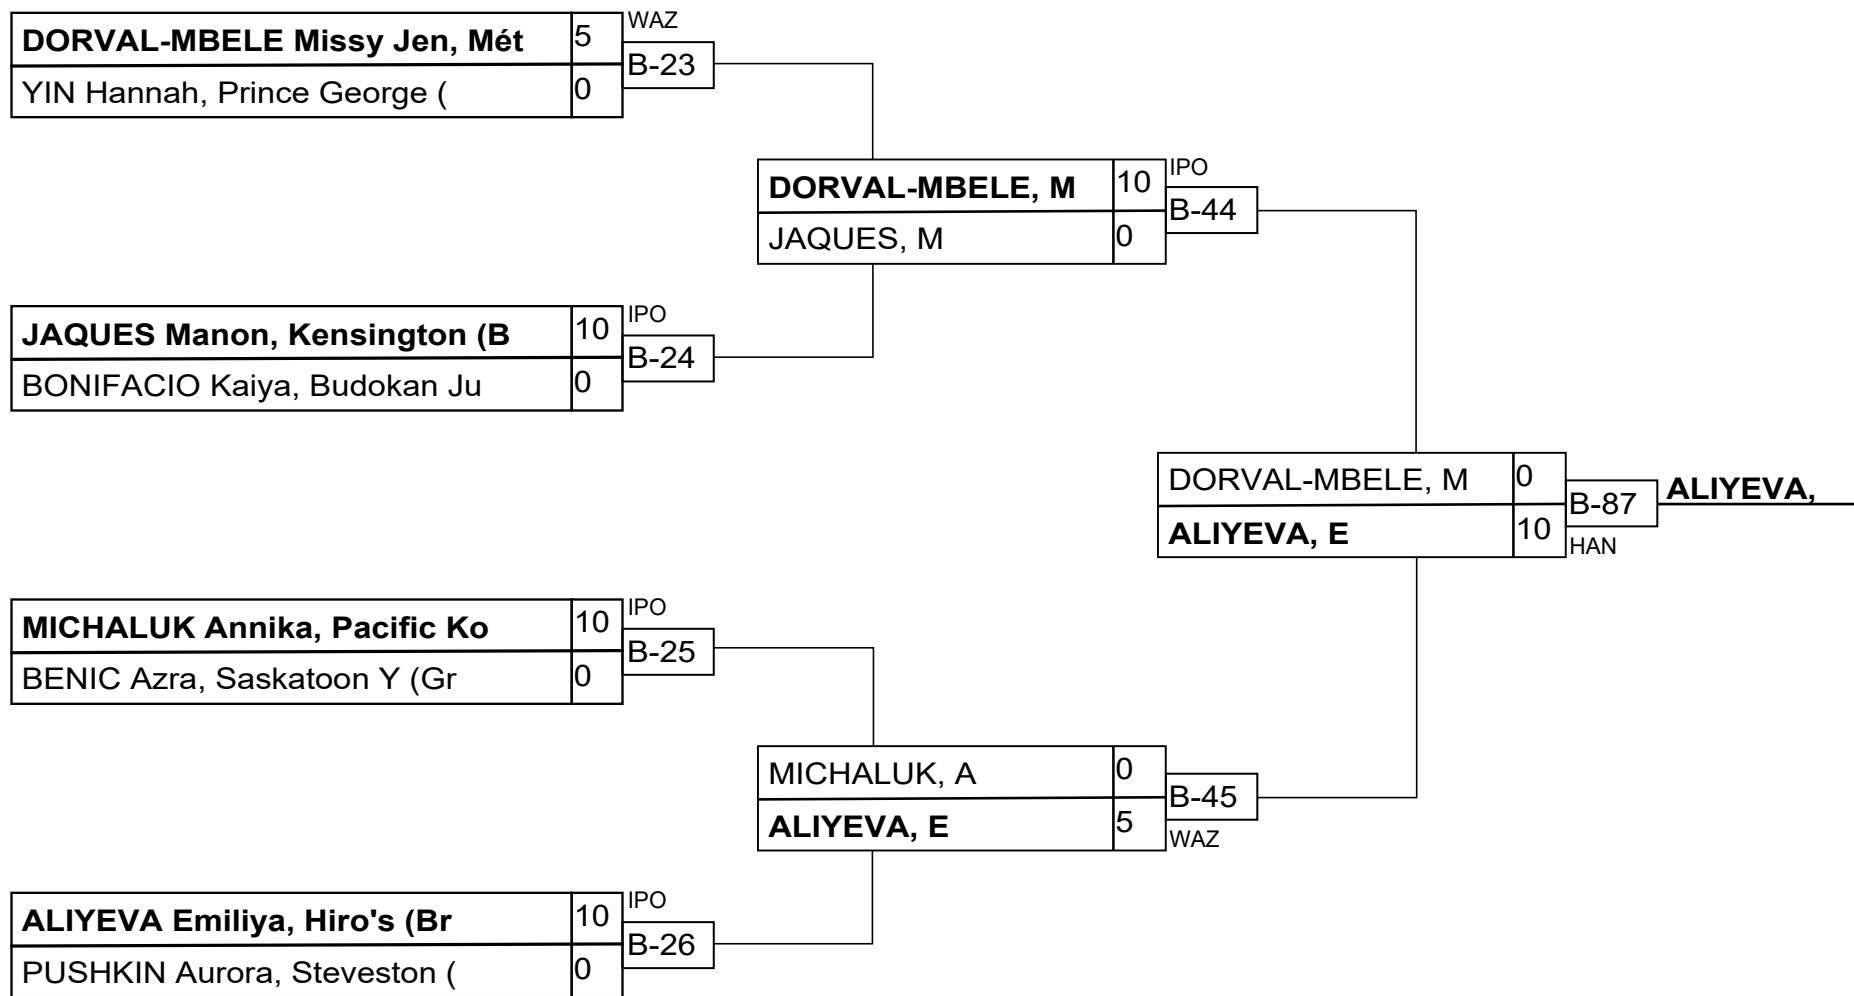 DORVAL-MBELE Missy Jen, Mét 5 WAZ
B-23
YIN Hannah, Prince George ( 0
DORVAL-MBELE, M 10 IPO
B-44
JAQUES, M 0
JAQUES Manon, Kensington (B 10 IPO
B-24
BONIFACIO Kaiya, Budokan Ju 0
DORVAL-MBELE, M 0
B-87 ALIYEVA,
ALIYEVA, E 10 HAN
MICHALUK Annika, Pacific Ko 10 IPO
B-25
BENIC Azra, Saskatoon Y (Gr 0
MICHALUK, A 0
B-45
ALIYEVA, E 5 WAZ
ALIYEVA Emiliya, Hiro's (Br 10 IPO
B-26
PUSHKIN Aurora, Steveston ( 0